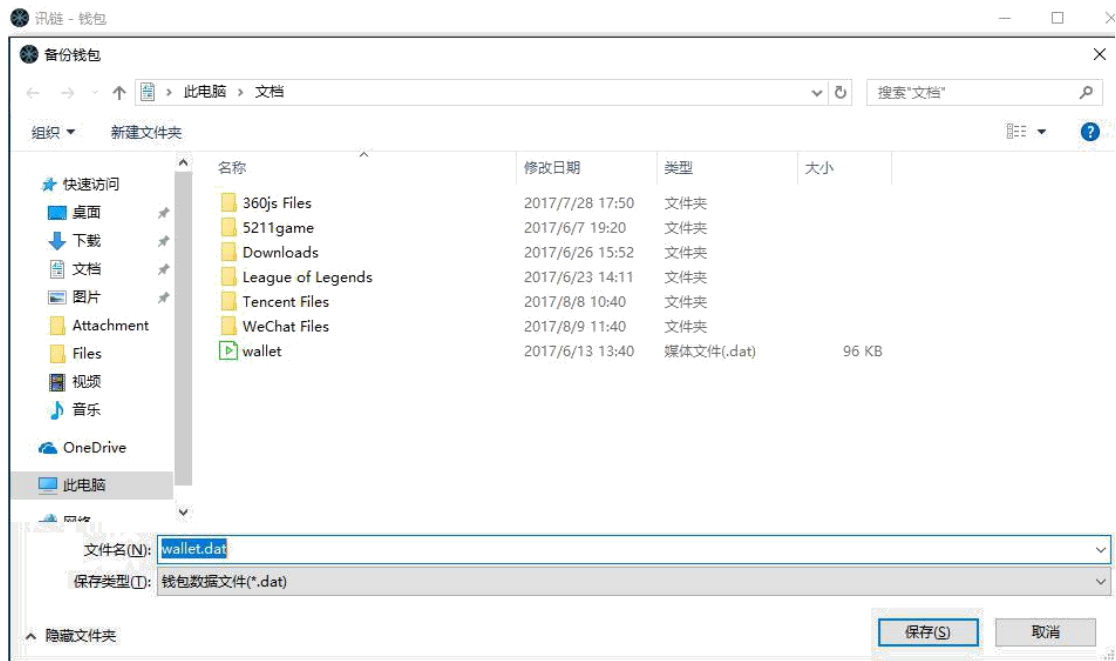 讯链 - 钱包
备份钱包
此电脑 › 文档
搜索"文档"
组织
新建文件夹
名称 修改日期 类型 大小
快速访问
桌面
下载
文档
图片
Attachment
Files
视频
音乐
OneDrive
此电脑
网络
360js Files 2017/7/28 17:50 文件夹
5211game 2017/6/7 19:20 文件夹
Downloads 2017/6/26 15:52 文件夹
League of Legends 2017/6/23 14:11 文件夹
Tencent Files 2017/8/8 10:40 文件夹
WeChat Files 2017/8/9 11:40 文件夹
wallet 2017/6/13 13:40 媒体文件(.dat) 96 KB
文件名(N): wallet.dat
保存类型(T): 钱包数据文件(*.dat)
隐藏文件夹
保存(S)
取消